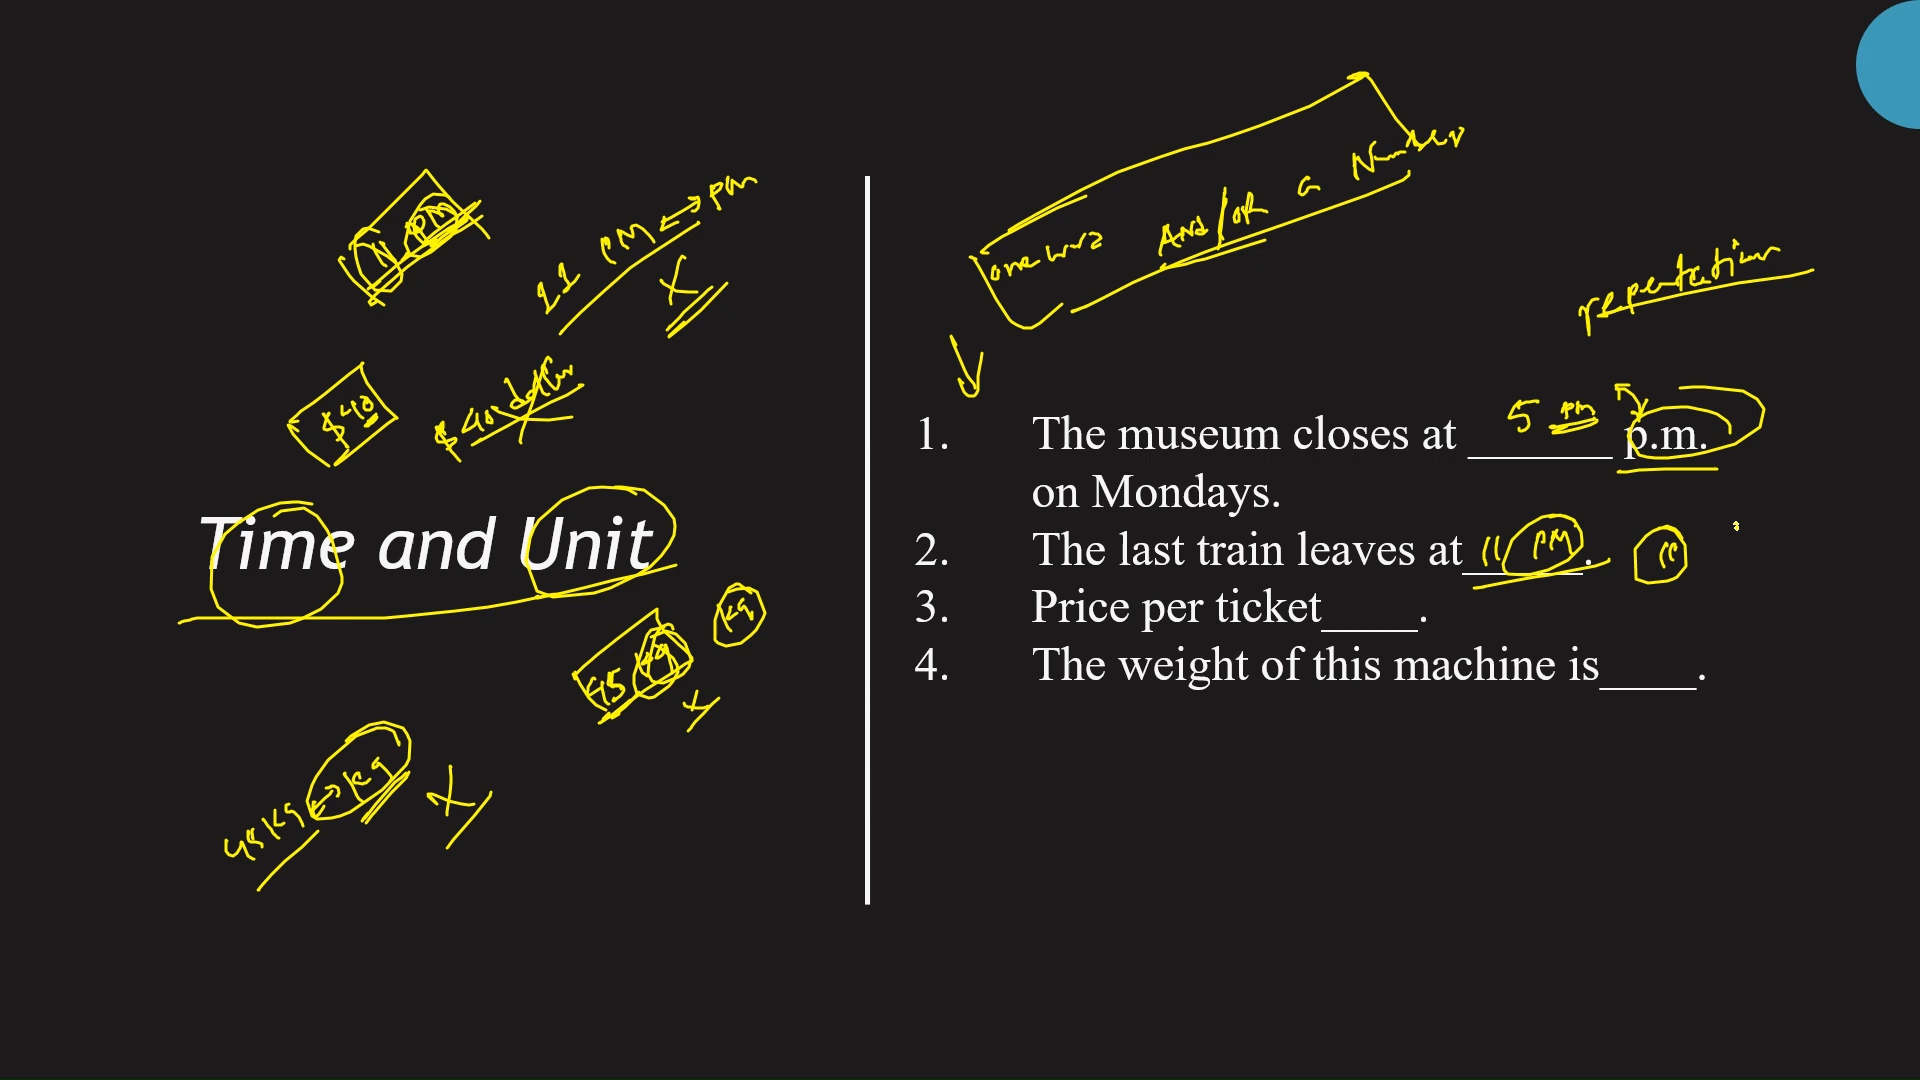 N PM
11 PM ↔ pm
X
one word And/or a Number
repentation
$40
$40 dollar
5 pm
1. The museum closes at ______ p.m.
on Mondays.
Time and Unit
2. The last train leaves at 11 PM. 11
3. Price per ticket____.
kg
45 kg
X
4. The weight of this machine is____.
45 kg ↔ kg
X